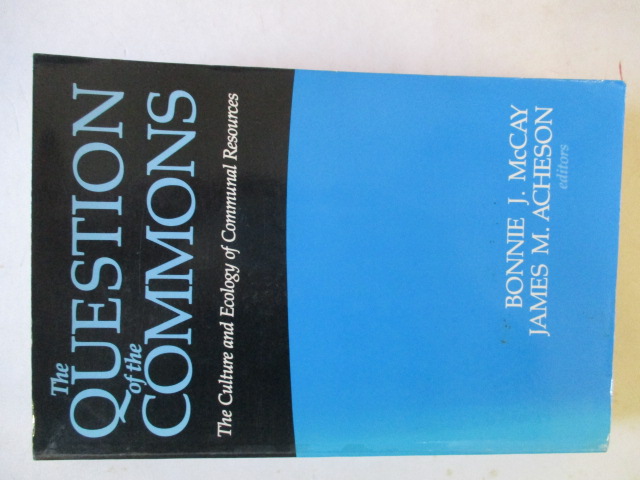 The
QUESTION
of the
COMMONS
The Culture and Ecology of Communal Resources
BONNIE J. McCAY
JAMES M. ACHESON
editors